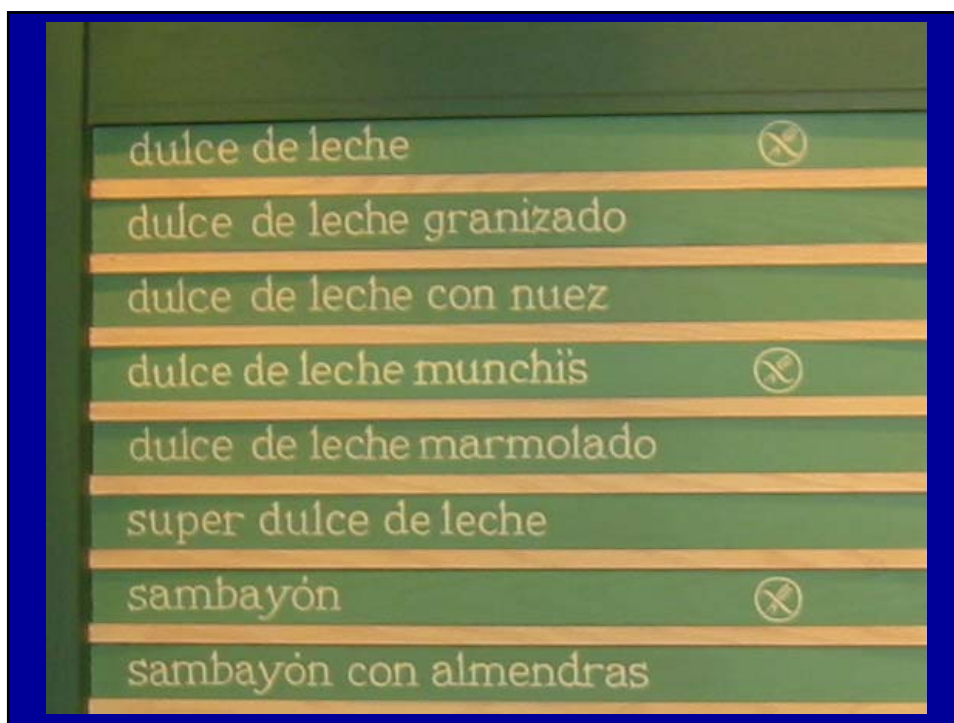 dulce de leche
dulce de leche granizado
dulce de leche con nuez
dulce de leche munchi's
dulce de leche marmolado
super dulce de leche
sambayón
sambayón con almendras